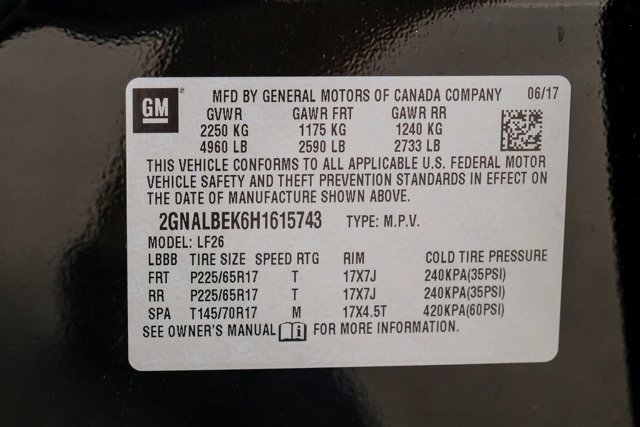 GM ® MFD BY GENERAL MOTORS OF CANADA COMPANY 06/17
GVWR GAWR FRT GAWR RR
2250 KG 1175 KG 1240 KG
4960 LB 2590 LB 2733 LB
THIS VEHICLE CONFORMS TO ALL APPLICABLE U.S. FEDERAL MOTOR
VEHICLE SAFETY AND THEFT PREVENTION STANDARDS IN EFFECT ON
THE DATE OF MANUFACTURE SHOWN ABOVE.
2GNALBEK6H1615743 TYPE: M.P.V.
MODEL: LF26
LBBB TIRE SIZE SPEED RTG RIM COLD TIRE PRESSURE
FRT P225/65R17 T 17X7J 240KPA(35PSI)
RR P225/65R17 T 17X7J 240KPA(35PSI)
SPA T145/70R17 M 17X4.5T 420KPA(60PSI)
SEE OWNER'S MANUAL i FOR MORE INFORMATION.